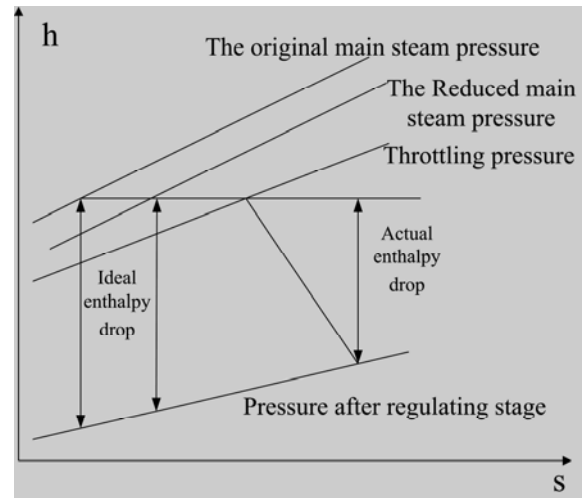 h
The original main steam pressure
The Reduced main
steam pressure
Throttling pressure
Actual
enthalpy
drop
Ideal
enthalpy
drop
Pressure after regulating stage
s